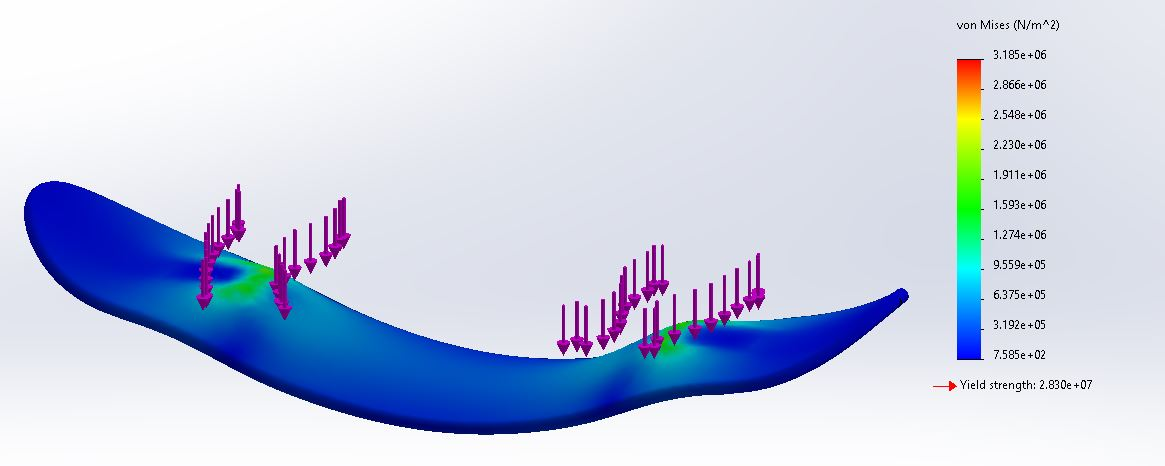 von Mises (N/m^2)
3.185e+06
2.866e+06
2.548e+06
2.230e+06
1.911e+06
1.593e+06
1.274e+06
9.559e+05
6.375e+05
3.192e+05
7.585e+02
Yield strength: 2.830e+07